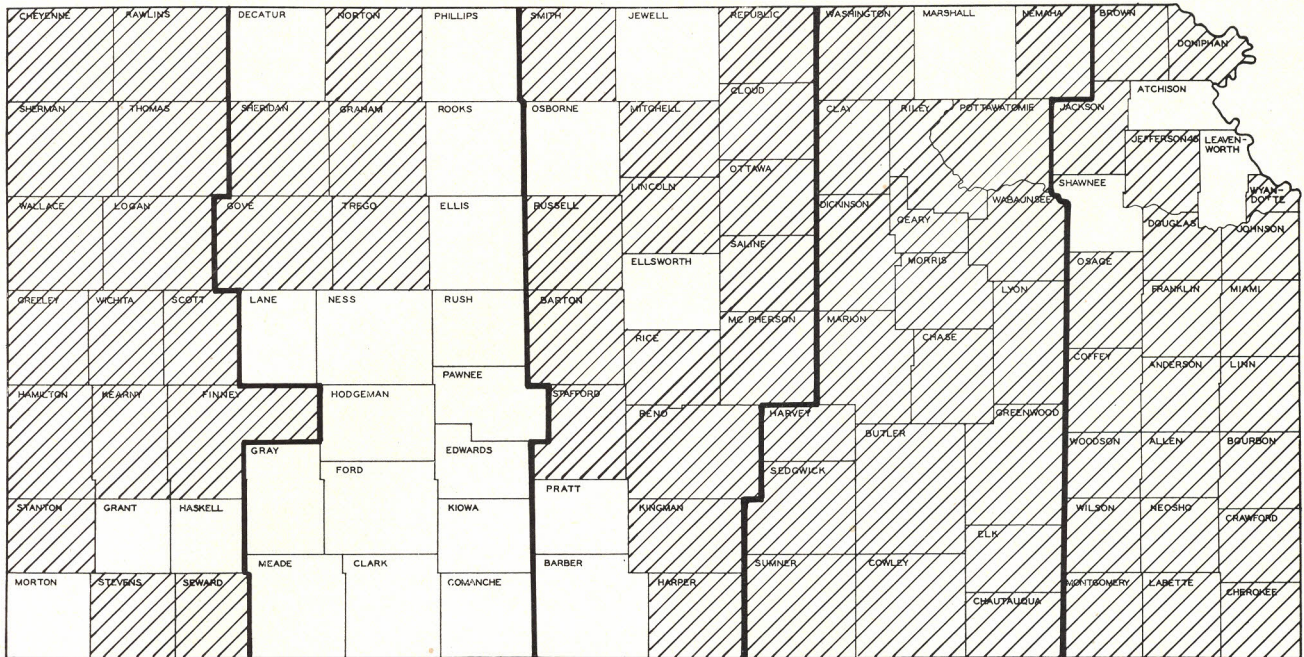 CHEYENNE RAWLINS DECATUR NORTON PHILLIPS SMITH JEWELL REPUBLIC WASHINGTON MARSHALL NEMAHA BROWN
DONIPHAN
ATCHISON
CLOUD
SHERMAN THOMAS SHERIDAN GRAHAM ROOKS OSBORNE MITCHELL CLAY RILEY POTTAWATOMIE JACKSON
JEFFERSON46 LEAVEN-
WORTH
OTTAWA
SHAWNEE
LINCOLN
WYAN-
DOTTE
WALLACE LOGAN GOVE TREGO ELLIS RUSSELL DICKINSON WABAUNSEE
GEARY DOUGLAS JOHNSON
SALINE
ELLSWORTH MORRIS OSAGE
LYON FRANKLIN MIAMI
GREELEY WICHITA SCOTT LANE NESS RUSH BARTON
MC PHERSON MARION
RICE CHASE
COFFEY
ANDERSON LINN
PAWNEE
HAMILTON KEARNY FINNEY HODGEMAN STAFFORD
RENO HARVEY GREENWOOD
BUTLER
WOODSON ALLEN BOURBON
GRAY EDWARDS
FORD SEDGWICK
PRATT
STANTON GRANT HASKELL KIOWA KINGMAN WILSON NEOSHO
CRAWFORD
ELK
MEADE CLARK BARBER SUMNER COWLEY
MORTON STEVENS SEWARD COMANCHE HARPER MONTGOMERY LABETTE
CHEROKEE
CHAUTAUQUA